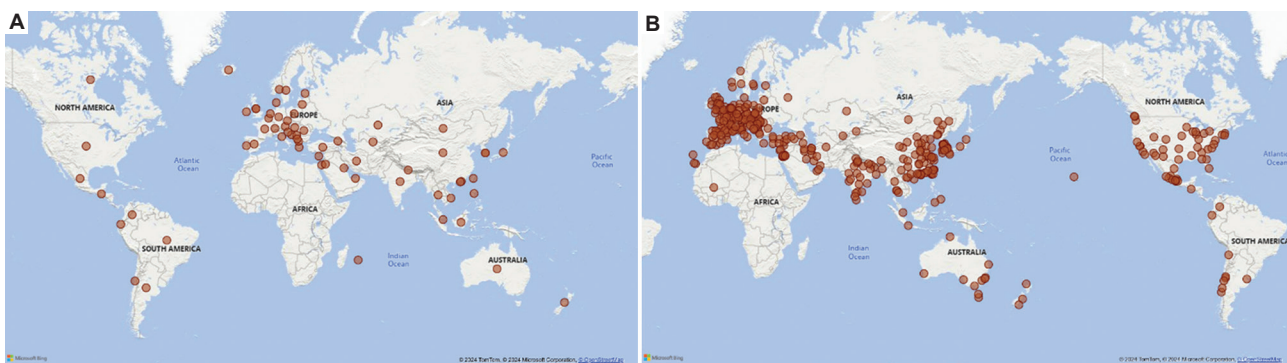 A
NORTH AMERICA
EUROPE
ASIA
Atlantic
Ocean
Pacific
Ocean
AFRICA
SOUTH AMERICA
Indian
Ocean
AUSTRALIA
Microsoft Bing
© 2024 TomTom, © 2024 Microsoft Corporation, © OpenStreetMap
B
ASIA
NORTH AMERICA
Pacific
Ocean
Atlantic
AFRICA
Indian
Ocean
AUSTRALIA
SOUTH AMERICA
Microsoft Bing
© 2024 TomTom, © 2024 Microsoft Corporation, © OpenStreetMap